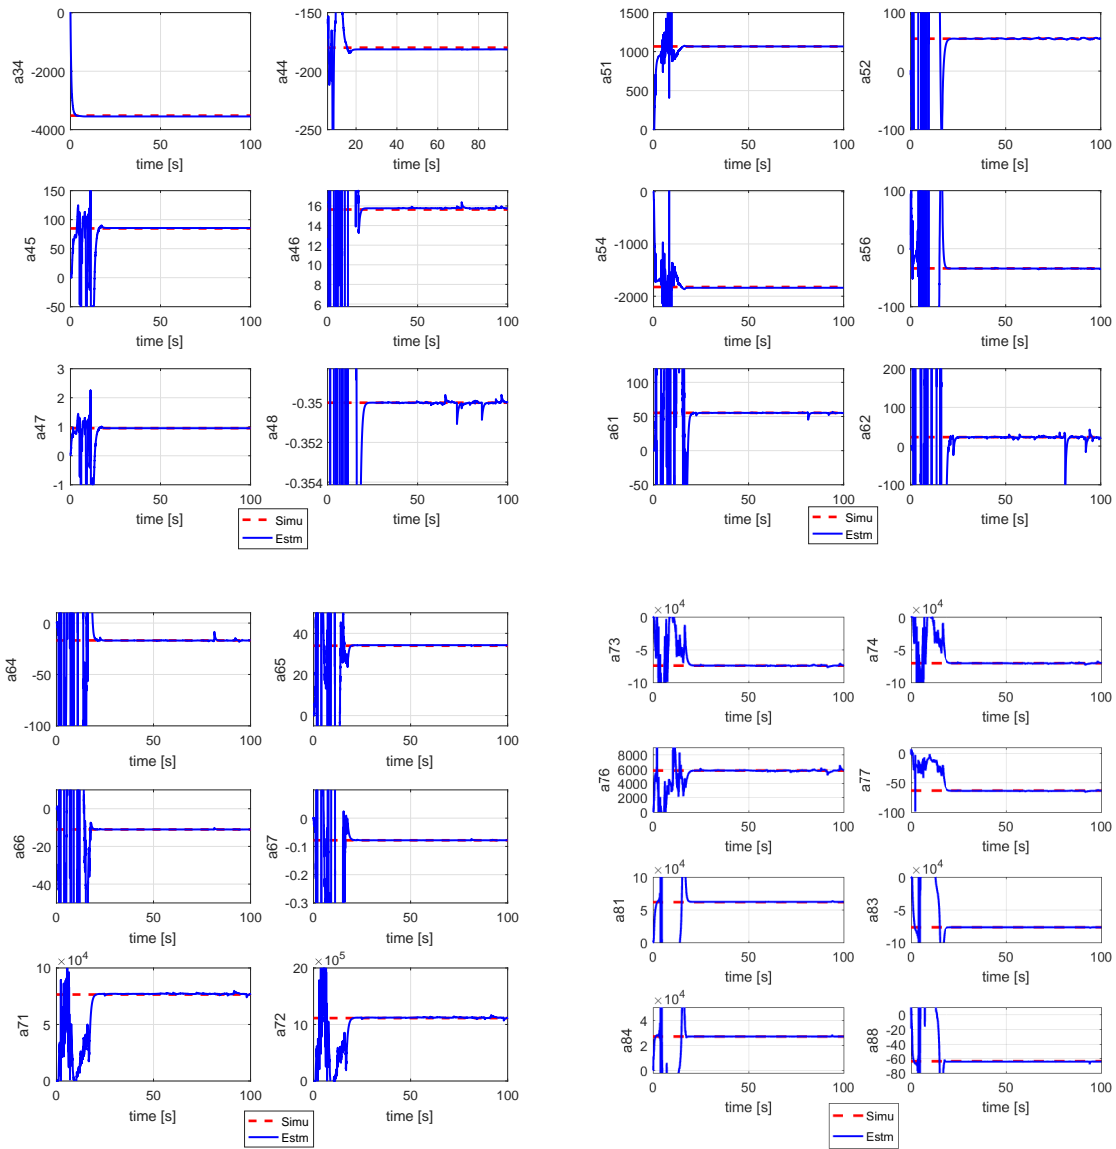 0
-2000
-4000
a34
0 50 100
time [s]
-150
-200
-250
a44
20 40 60 80
time [s]
1500
1000
500
0
a51
0 50 100
time [s]
100
0
-100
a52
0 50 100
time [s]
150
100
50
0
-50
a45
0 50 100
time [s]
16
14
12
10
8
6
a46
0 50 100
time [s]
0
-1000
-2000
a54
0 50 100
time [s]
100
0
-100
a56
0 50 100
time [s]
3
2
1
0
-1
a47
0 50 100
time [s]
-0.35
-0.352
-0.354
a48
0 50 100
time [s]
Simu
Estm
100
50
0
-50
a61
0 50 100
time [s]
200
100
0
-100
a62
0 50 100
time [s]
Simu
Estm
0
-50
-100
a64
0 50 100
time [s]
40
20
0
a65
0 50 100
time [s]
×10^4
0
-5
-10
a73
0 50 100
time [s]
×10^4
0
-5
-10
a74
0 50 100
time [s]
0
-20
-40
a66
0 50 100
time [s]
0
-0.1
-0.2
-0.3
a67
0 50 100
time [s]
8000
6000
4000
2000
0
a76
0 50 100
time [s]
0
-50
-100
a77
0 50 100
time [s]
×10^4
10
5
0
a81
0 50 100
time [s]
×10^4
0
-5
-10
a83
0 50 100
time [s]
×10^4
10
5
0
a71
0 50 100
time [s]
×10^5
20
10
0
a72
0 50 100
time [s]
Simu
Estm
×10^4
4
2
0
a84
0 50 100
time [s]
0
-20
-40
-60
-80
a88
0 50 100
time [s]
Simu
Estm